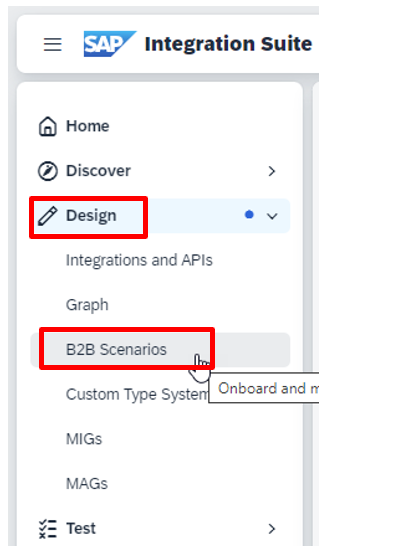 SAP Integration Suite
Home
Discover
Design
Integrations and APIs
Graph
B2B Scenarios
Custom Type System
Onboard and m
MIGs
MAGs
Test